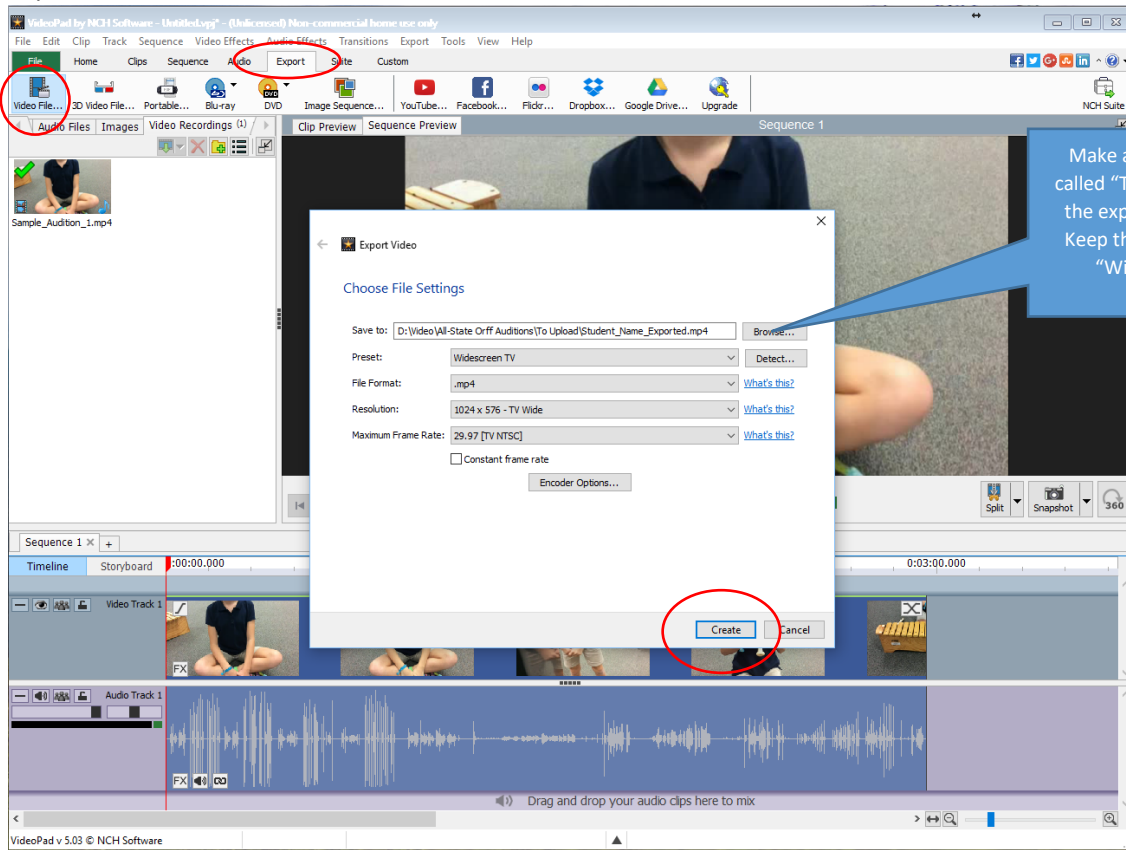 VideoPad by NCH Software - Untitled.vpj* - (Unlicensed) Non-commercial home use only
File Edit Clip Track Sequence Video Effects Audio Effects Transitions Export Tools View Help
File Home Clips Sequence Audio Export Suite Custom
Video File... 3D Video File... Portable... Blu-ray DVD Image Sequence... YouTube... Facebook... Flickr... Dropbox... Google Drive... Upgrade NCH Suite
Audio Files Images Video Recordings (1) Clip Preview Sequence Preview Sequence 1
Sample_Audition_1.mp4
Make a
called “T
the exp
Keep th
“Wi
Export Video
Choose File Settings
Save to: D:\Video\All-State Orff Auditions\To Upload\Student_Name_Exported.mp4 Browse...
Preset: Widescreen TV Detect...
File Format: .mp4 What's this?
Resolution: 1024 x 576 - TV Wide What's this?
Maximum Frame Rate: 29.97 [TV NTSC] What's this?
Constant frame rate
Encoder Options...
Create Cancel
Split Snapshot 360
Sequence 1
Timeline Storyboard :00:00.000 0:03:00.000
Video Track 1
FX
Audio Track 1
FX
Drag and drop your audio clips here to mix
VideoPad v 5.03 © NCH Software